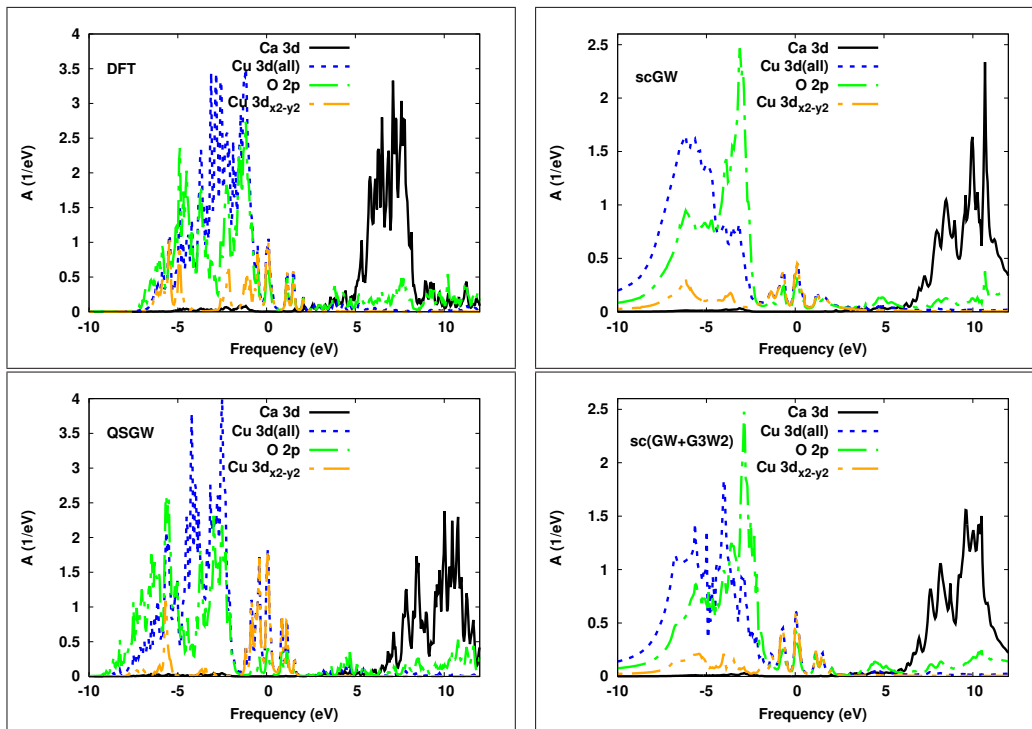 DFT
Ca 3d
Cu 3d(all)
O 2p
Cu 3dx2-y2
A (1/eV)
4
3.5
3
2.5
2
1.5
1
0.5
0
-10
-5
0
5
10
Frequency (eV)
scGW
Ca 3d
Cu 3d(all)
O 2p
Cu 3dx2-y2
A (1/eV)
2.5
2
1.5
1
0.5
0
-10
-5
0
5
10
Frequency (eV)
QSGW
Ca 3d
Cu 3d(all)
O 2p
Cu 3dx2-y2
A (1/eV)
4
3.5
3
2.5
2
1.5
1
0.5
0
-10
-5
0
5
10
Frequency (eV)
sc(GW+G3W2)
Ca 3d
Cu 3d(all)
O 2p
Cu 3dx2-y2
A (1/eV)
2.5
2
1.5
1
0.5
0
-10
-5
0
5
10
Frequency (eV)